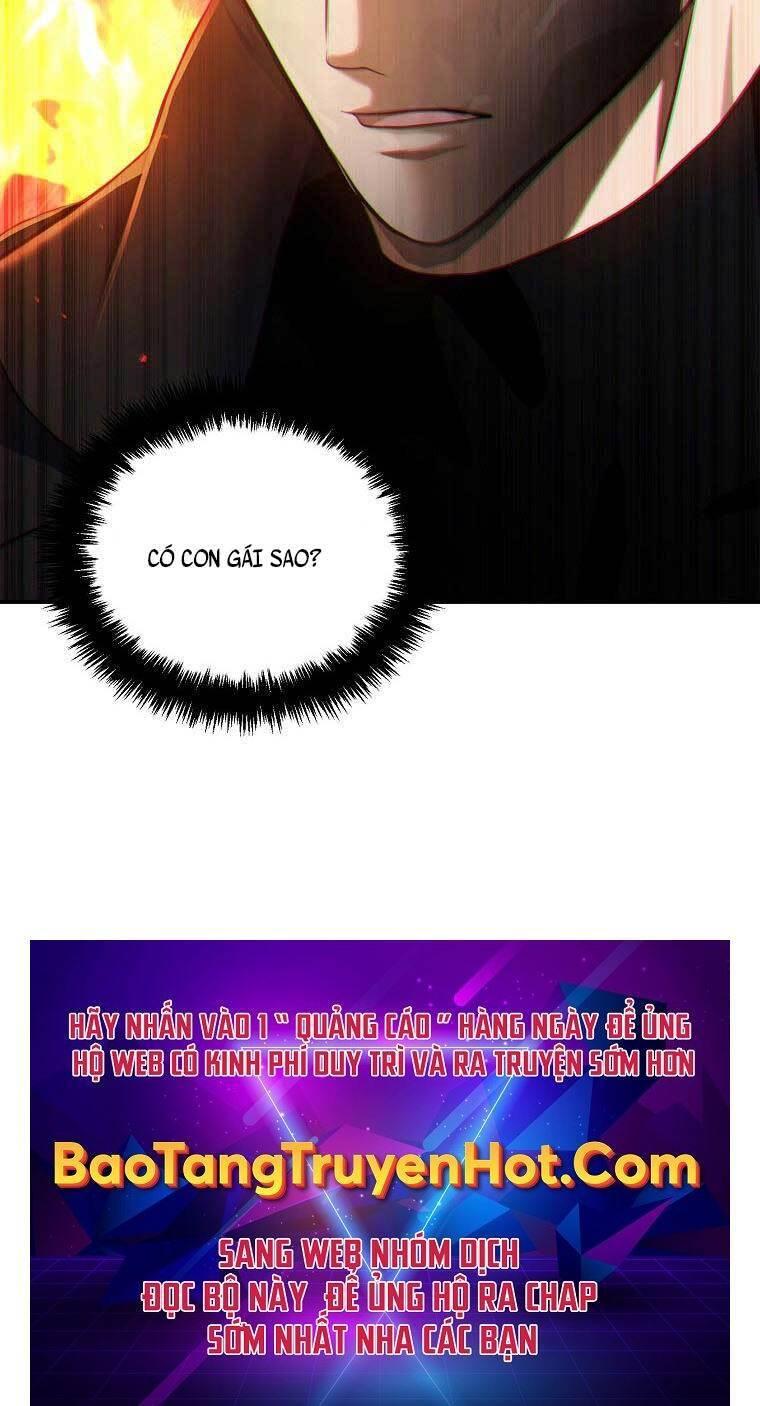 CÓ CON GÁI SAO?
HÃY NHẤN VÀO 1 “ QUẢNG CÁO ” HÀNG NGÀY ĐỂ ỦNG
HỘ WEB CÓ KINH PHÍ DUY TRÌ VÀ RA TRUYỆN SỚM HƠN
BaoTangTruyenHot.Com
SANG WEB NHÓM DỊCH
ĐỌC BỘ NÀY ĐỂ ỦNG HỘ RA CHAP
SỚM NHẤT NHA CÁC BẠN